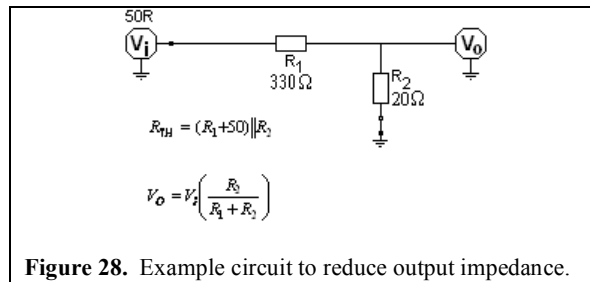 50R
Vi
Vo
R1
330Ω
R2
20Ω
RTH = (R1+50)||R2
VO = Vi(R2/R1 + R2)
Figure 28. Example circuit to reduce output impedance.